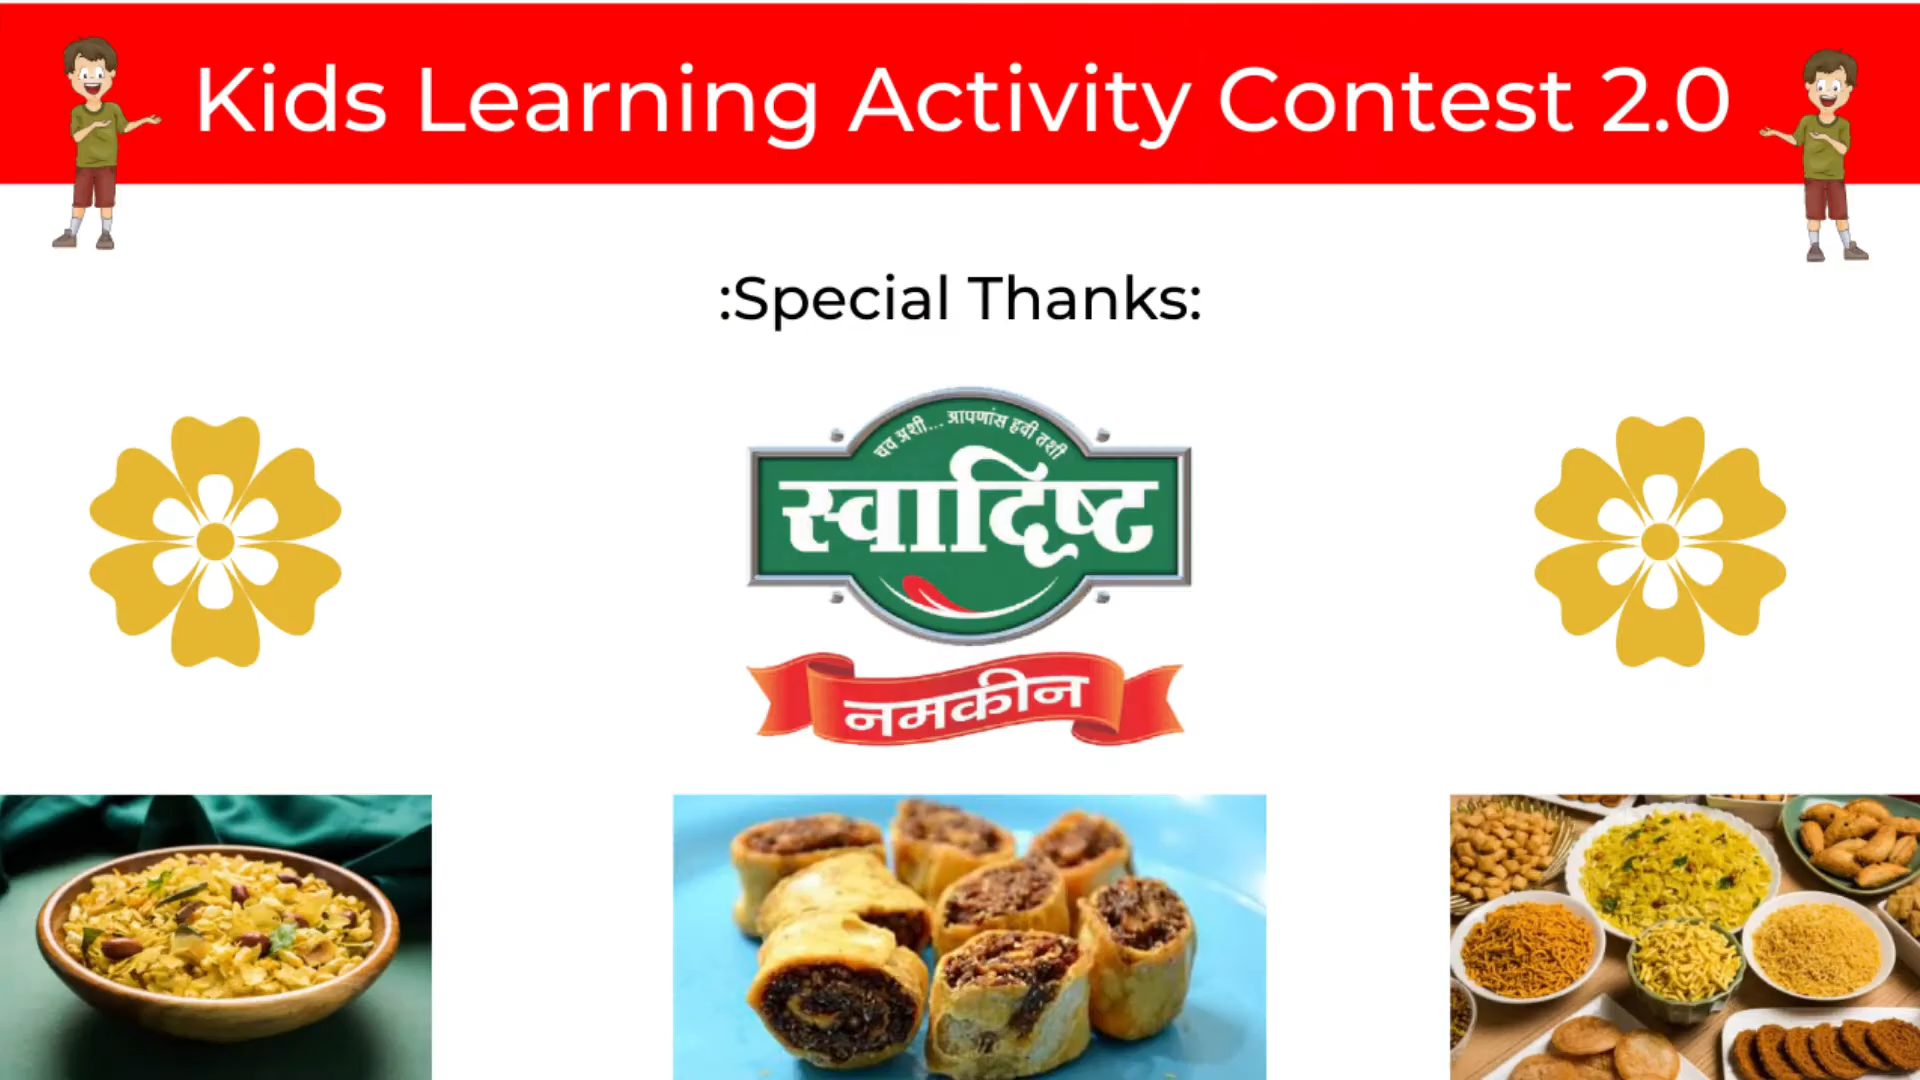 Kids Learning Activity Contest 2.0
:Special Thanks:
चव अशी... आपणांस हवी तशी
स्वादिष्ट
नमकीन